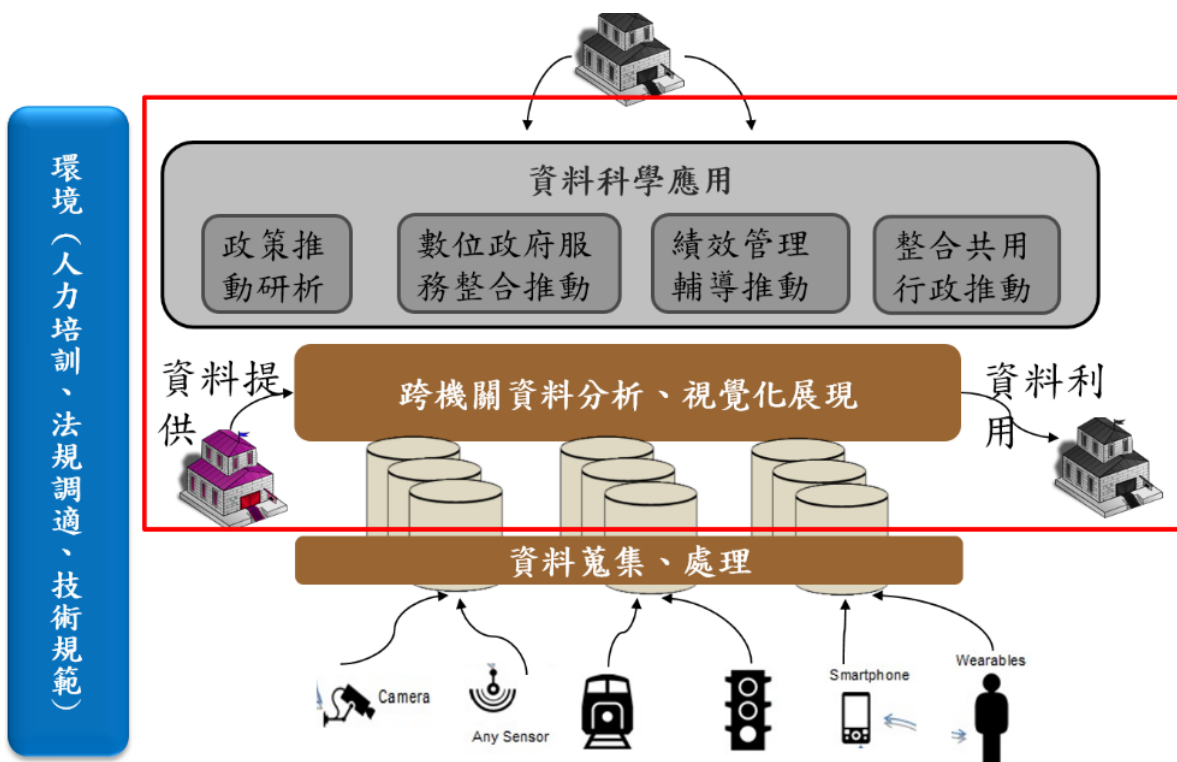 環境（人力培訓、法規調適、技術規範）
資料科學應用
政策推
動研析
數位政府服
務整合推動
績效管理
輔導推動
整合共用
行政推動
資料提
供
跨機關資料分析、視覺化展現
資料利
用
資料蒐集、處理
Camera
Any Sensor
Smartphone
Wearables